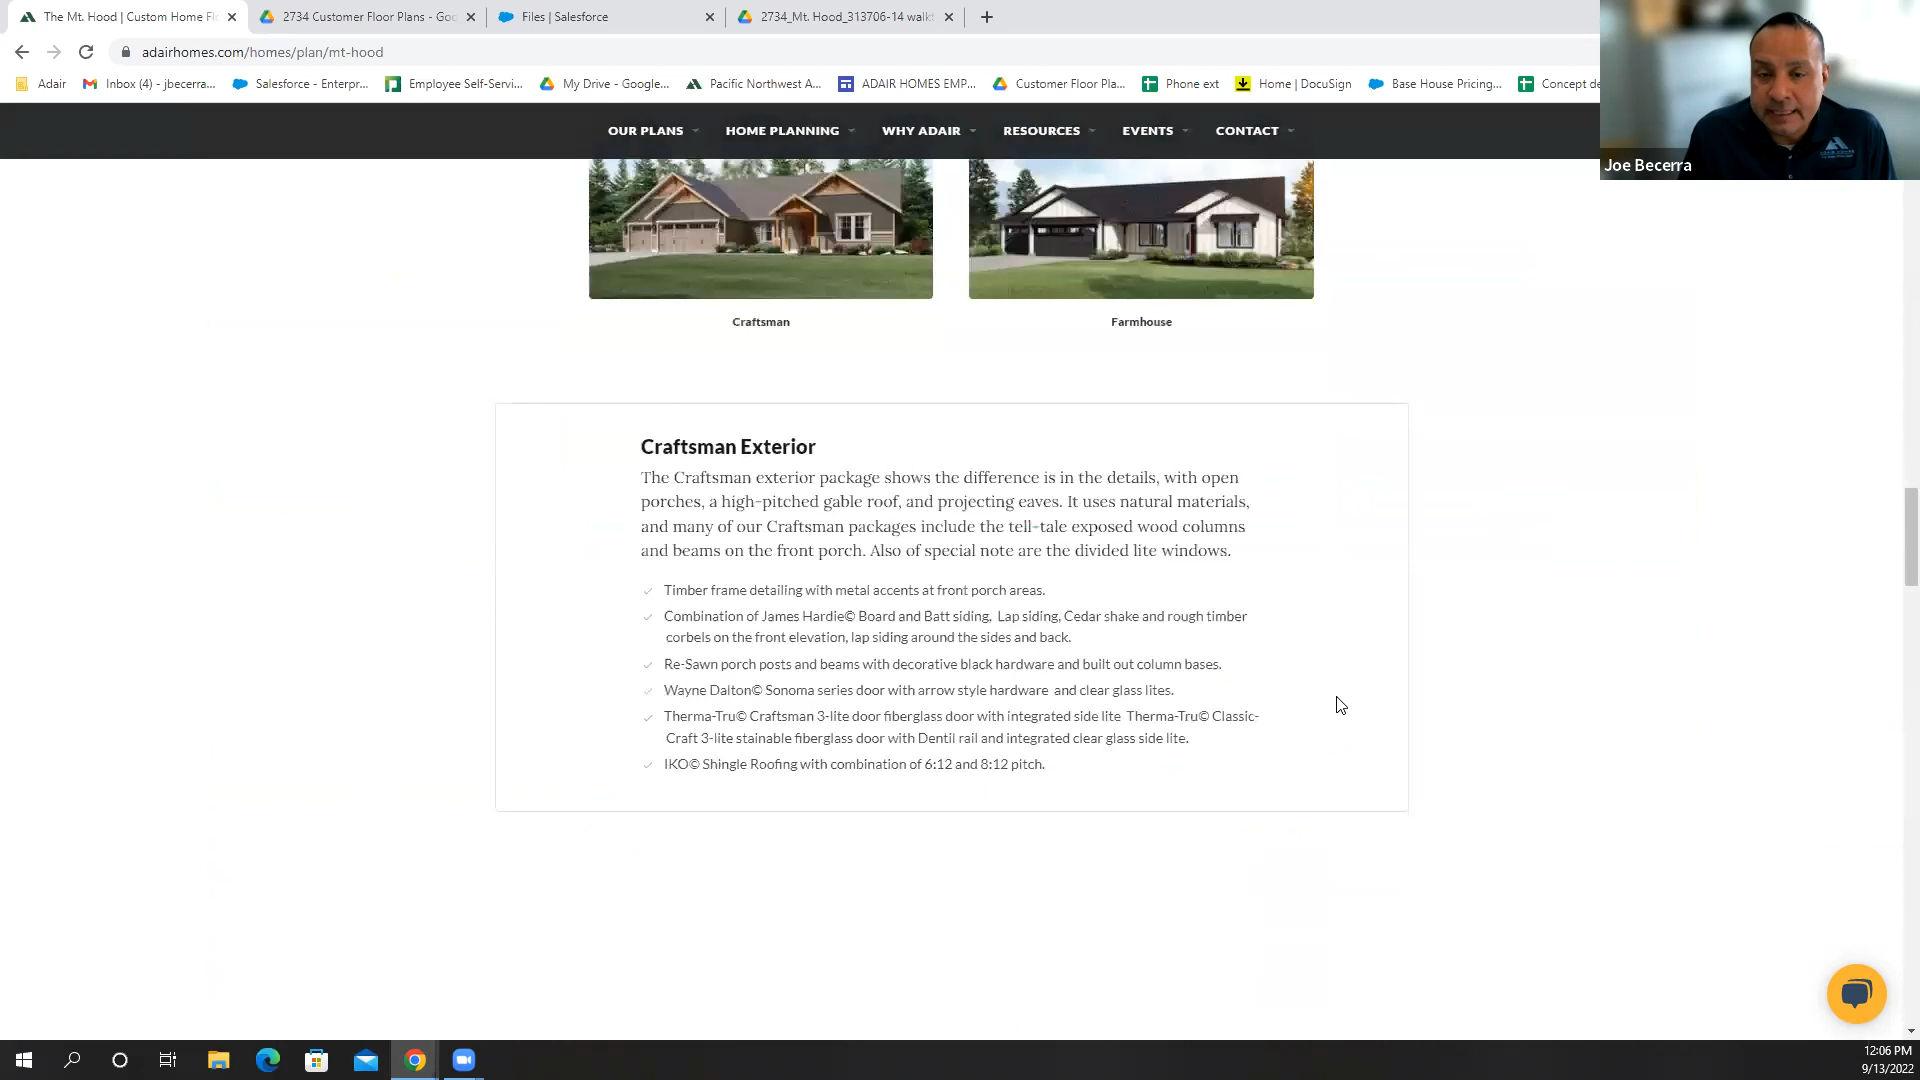 The Mt. Hood | Custom Home Fl
2734 Customer Floor Plans - Goo
Files | Salesforce
2734_Mt. Hood_313706-14 walk
adairhomes.com/homes/plan/mt-hood
Adair
Inbox (4) - jbecerra...
Salesforce - Enterpr...
Employee Self-Servi...
My Drive - Google...
Pacific Northwest A...
ADAIR HOMES EMP...
Customer Floor Pla...
Phone ext
Home | DocuSign
Base House Pricing...
Concept de
Joe Becerra
OUR PLANS
HOME PLANNING
WHY ADAIR
RESOURCES
EVENTS
CONTACT
Craftsman
Farmhouse
Craftsman Exterior
The Craftsman exterior package shows the difference is in the details, with open
porches, a high-pitched gable roof, and projecting eaves. It uses natural materials,
and many of our Craftsman packages include the tell-tale exposed wood columns
and beams on the front porch. Also of special note are the divided lite windows.
Timber frame detailing with metal accents at front porch areas.
Combination of James Hardie© Board and Batt siding, Lap siding, Cedar shake and rough timber
corbels on the front elevation, lap siding around the sides and back.
Re-Sawn porch posts and beams with decorative black hardware and built out column bases.
Wayne Dalton© Sonoma series door with arrow style hardware and clear glass lites.
Therma-Tru© Craftsman 3-lite door fiberglass door with integrated side lite Therma-Tru© Classic-
Craft 3-lite stainable fiberglass door with Dentil rail and integrated clear glass side lite.
IKO© Shingle Roofing with combination of 6:12 and 8:12 pitch.
12:06 PM
9/13/2022